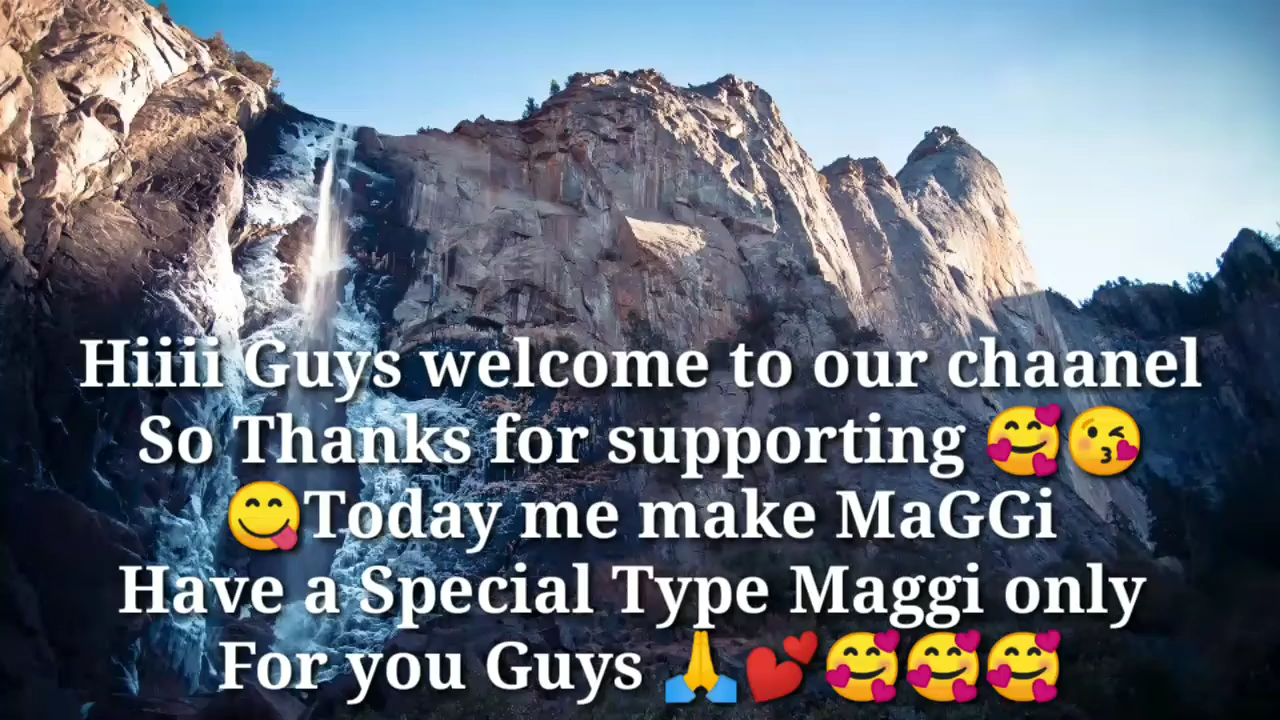 Hiiii Guys welcome to our chaanel
So Thanks for supporting 🥰😘
😋Today me make MaGGi
Have a Special Type Maggi only
For you Guys 🙏💕🥰🥰🥰